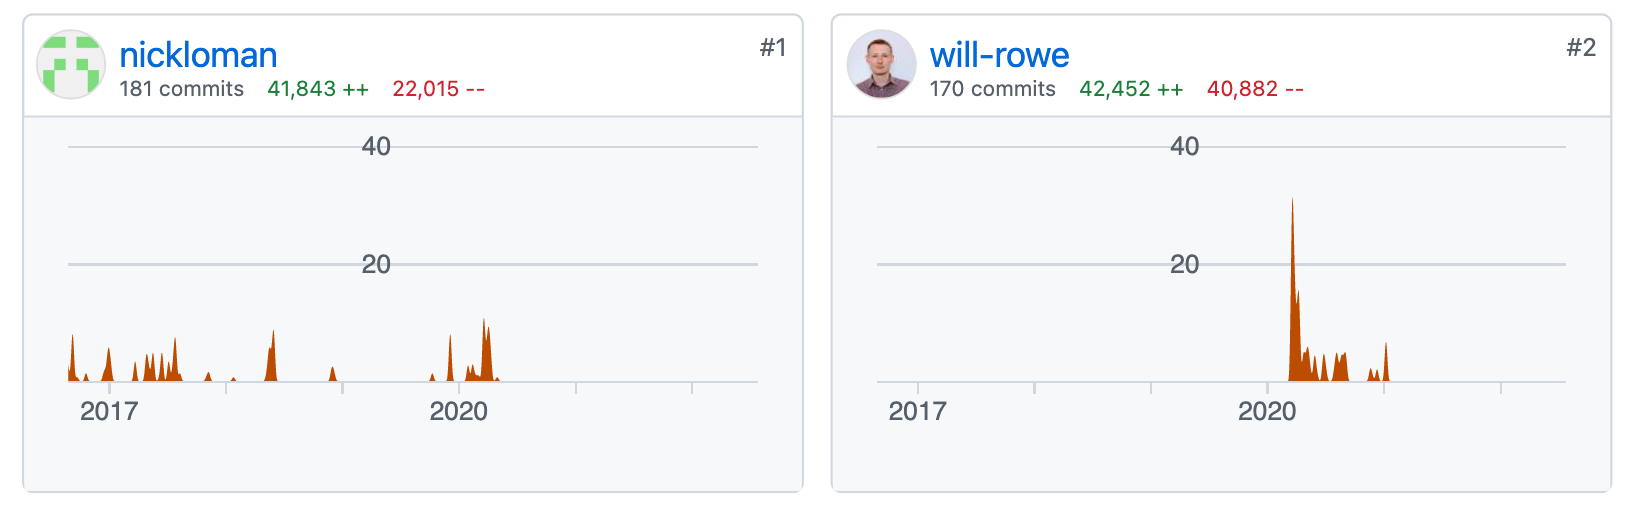 nickloman
#1
181 commits 41,843 ++ 22,015 --
40
20
2017 2020
will-rowe
#2
170 commits 42,452 ++ 40,882 --
40
20
2017 2020